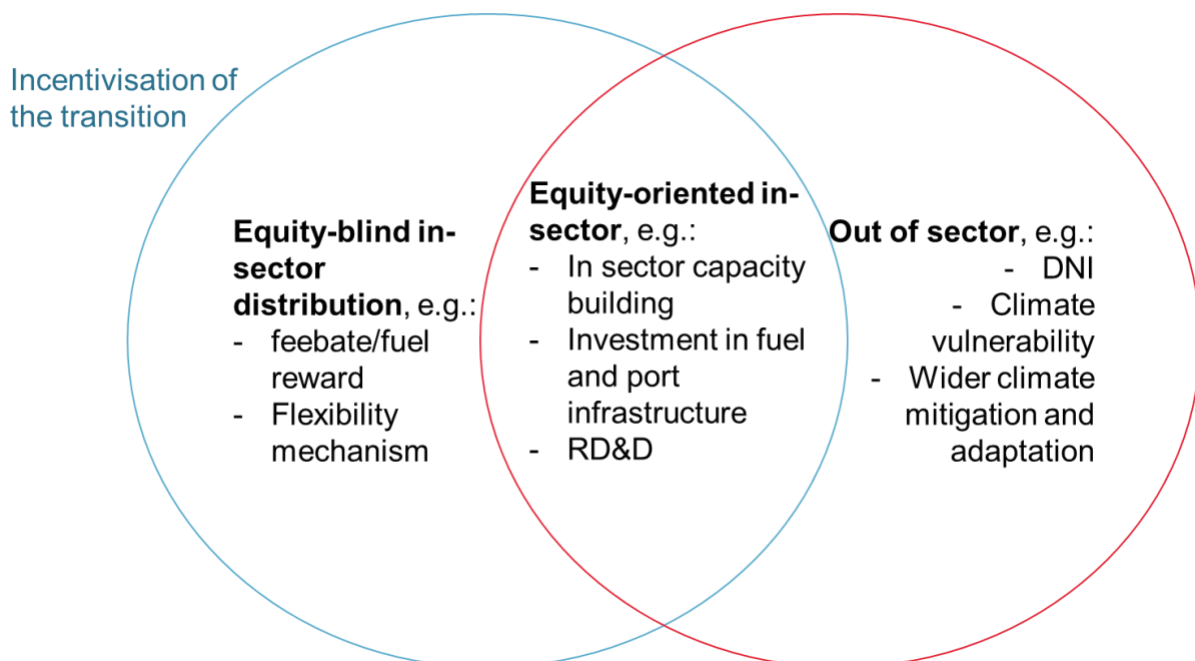 Incentivisation of
the transition
Equity-blind in-
sector
distribution, e.g.:
- feebate/fuel
reward
- Flexibility
mechanism
Equity-oriented in-
sector, e.g.:
- In sector capacity
building
- Investment in fuel
and port
infrastructure
- RD&D
Out of sector, e.g.:
- DNI
- Climate
vulnerability
- Wider climate
mitigation and
adaptation